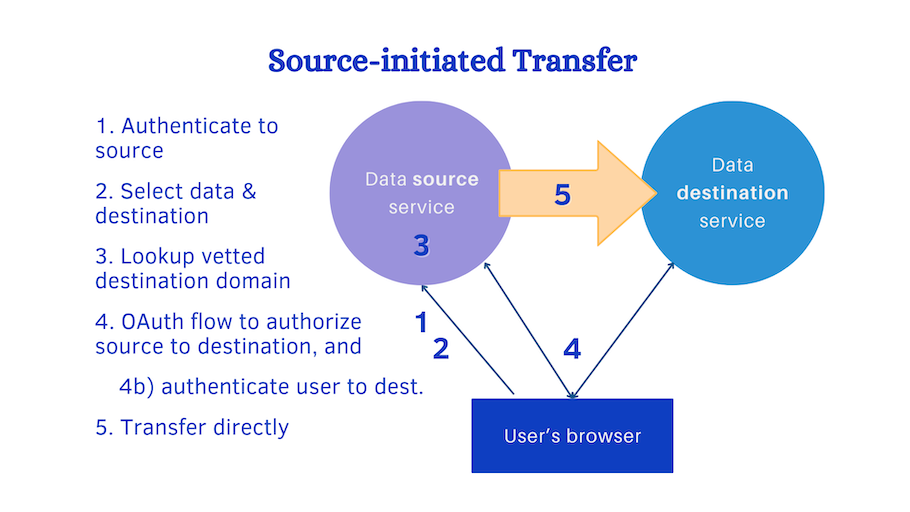 Source-initiated Transfer
1. Authenticate to
source
2. Select data &
destination
3. Lookup vetted
destination domain
4. OAuth flow to authorize
source to destination, and
4b) authenticate user to dest.
5. Transfer directly
Data source
service
3
5
Data
destination
service
1
2
4
User’s browser